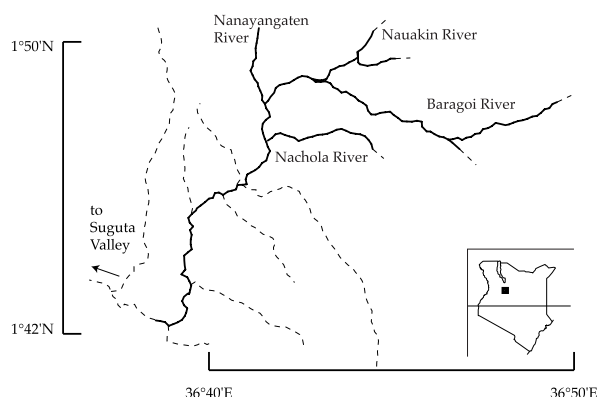 Nanayangaten
River
1°50'N
Nauakin River
Baragoi River
Nachola River
to
Suguta
Valley
1°42'N
36°40'E
36°50'E